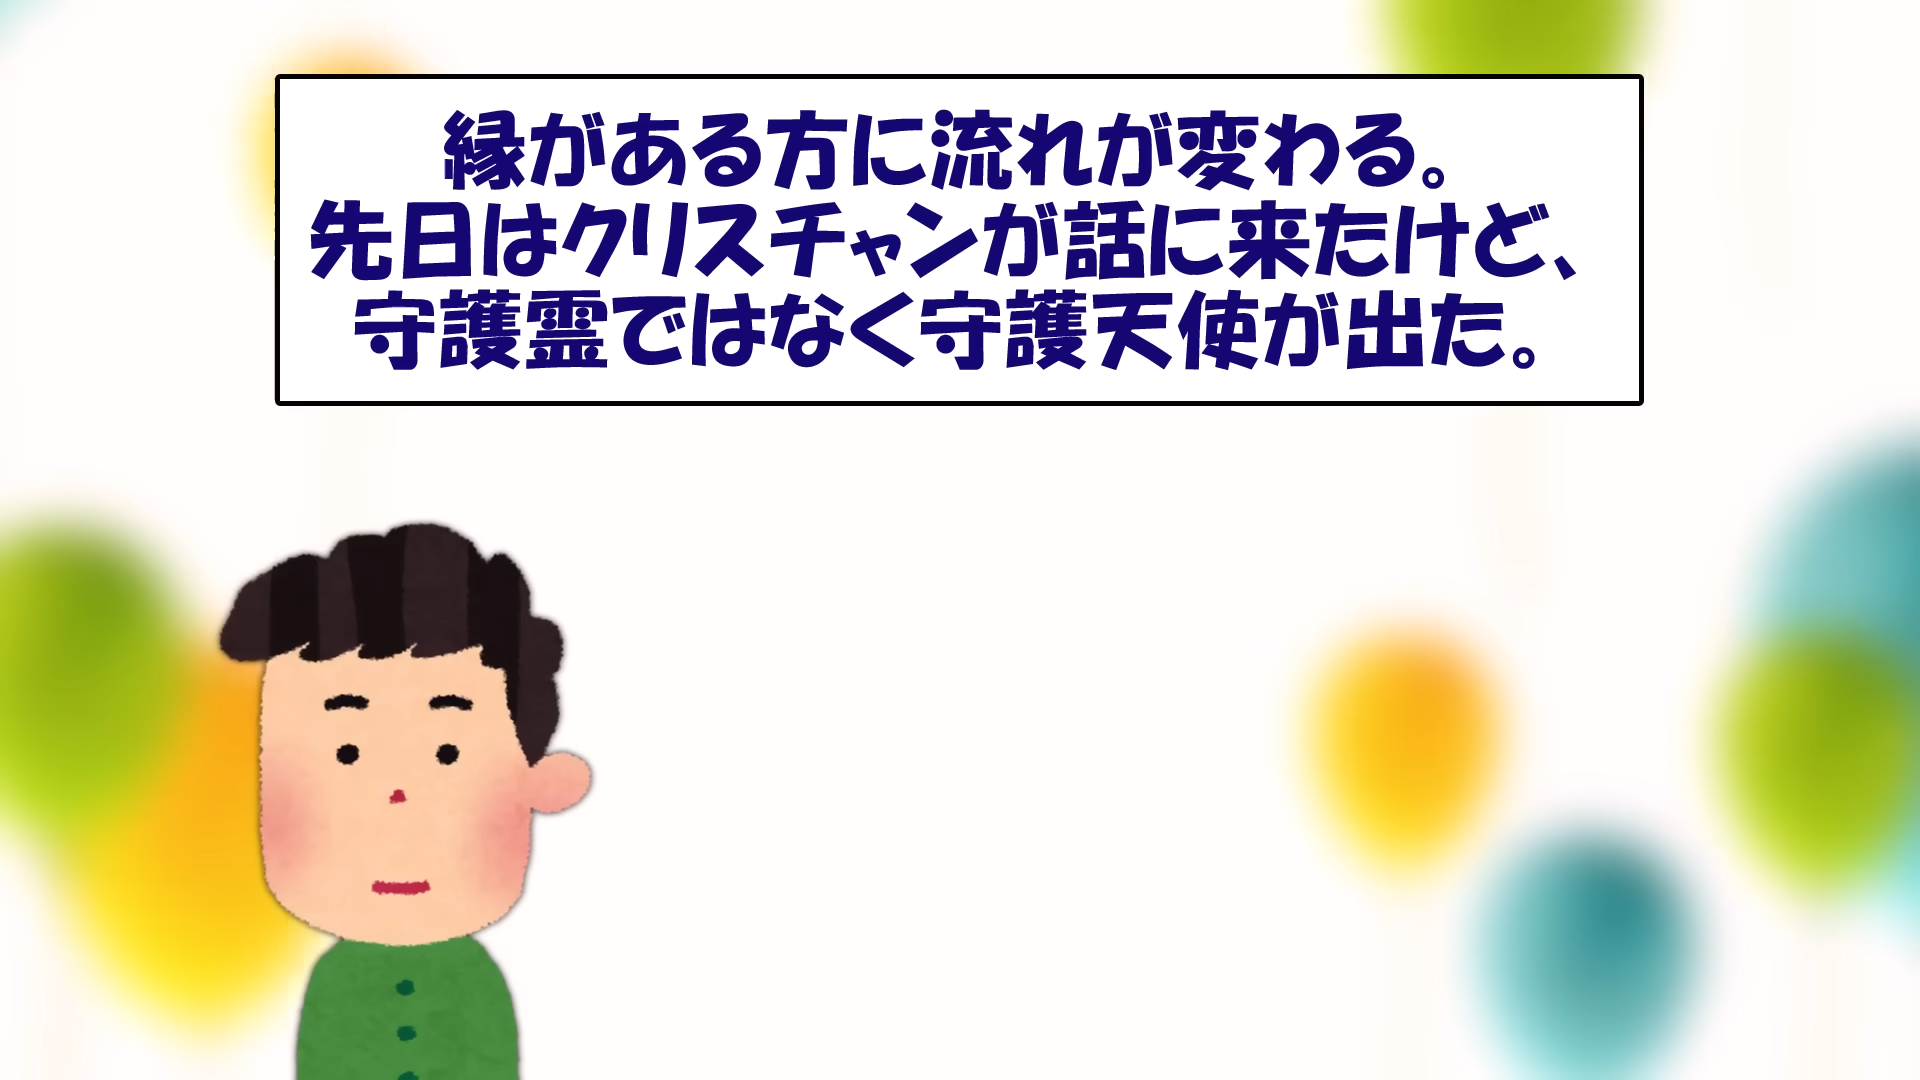 縁がある方に流れが変わる。
先日はクリスチャンが話に来たけど、
守護霊ではなく守護天使が出た。